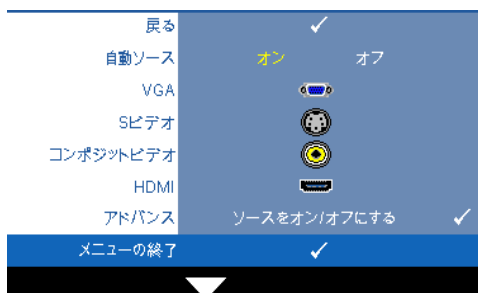 戻る
自動ソース オン オフ
VGA
Sビデオ
コンポジットビデオ
HDMI
アドバンス ソースをオン/オフにする
メニューの終了